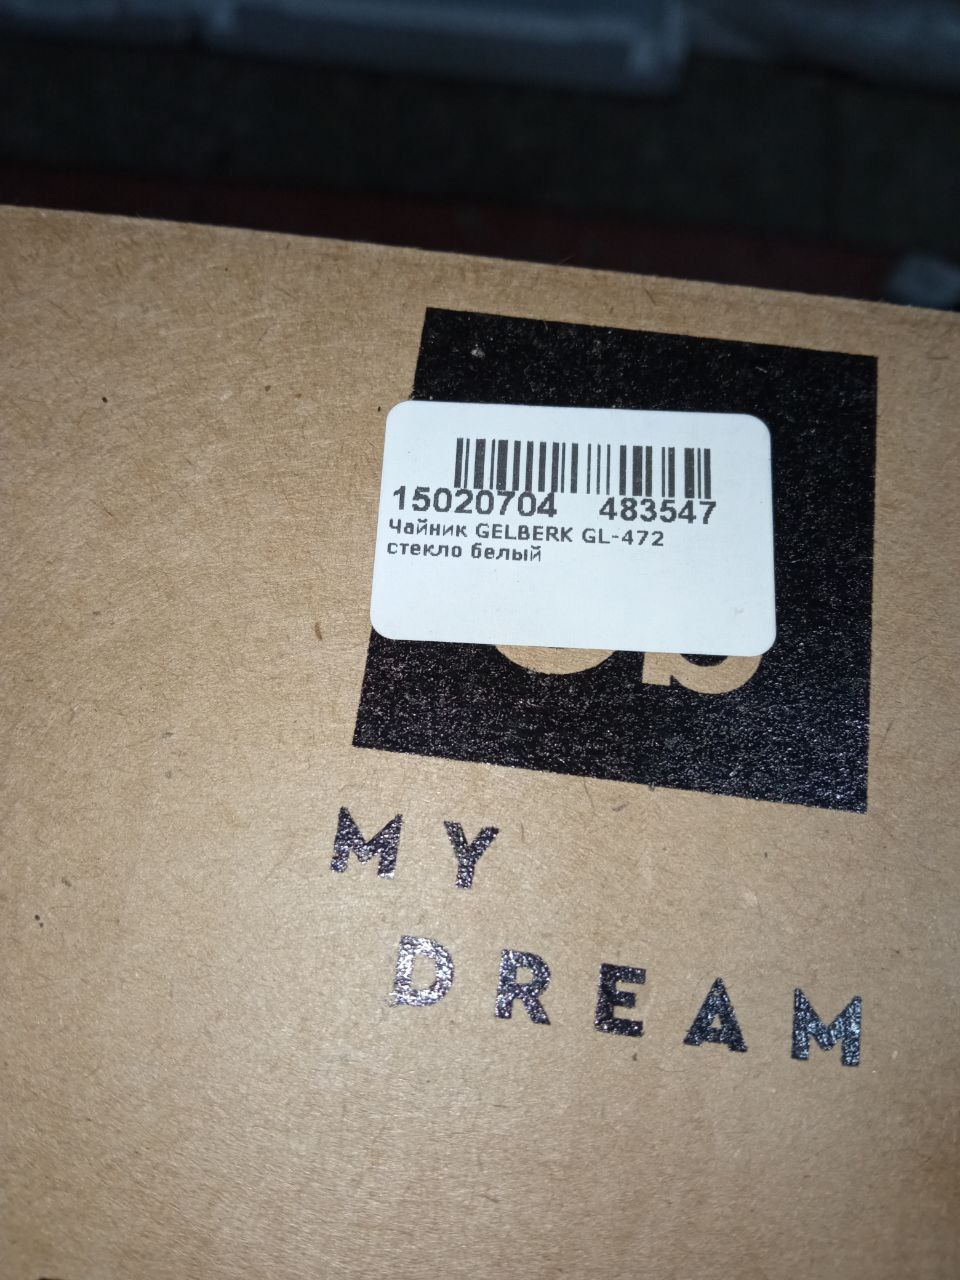 15020704 483547
Чайник GELBERK GL-472
стекло белый
MY
DREAM